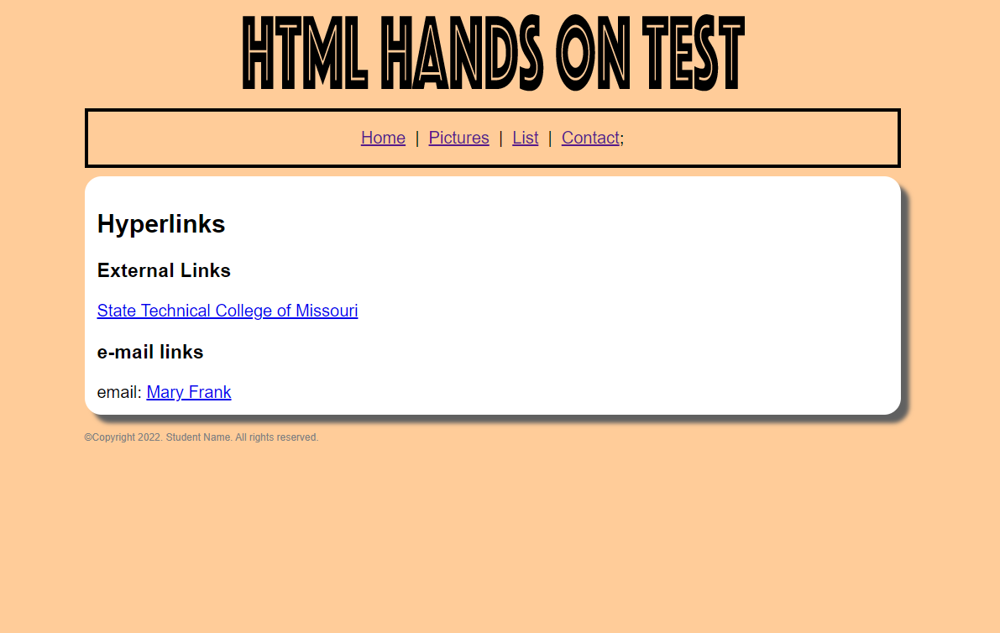 HTML HANDS ON TEST
Home | Pictures | List | Contact;
Hyperlinks
External Links
State Technical College of Missouri
e-mail links
email: Mary Frank
©Copyright 2022. Student Name. All rights reserved.